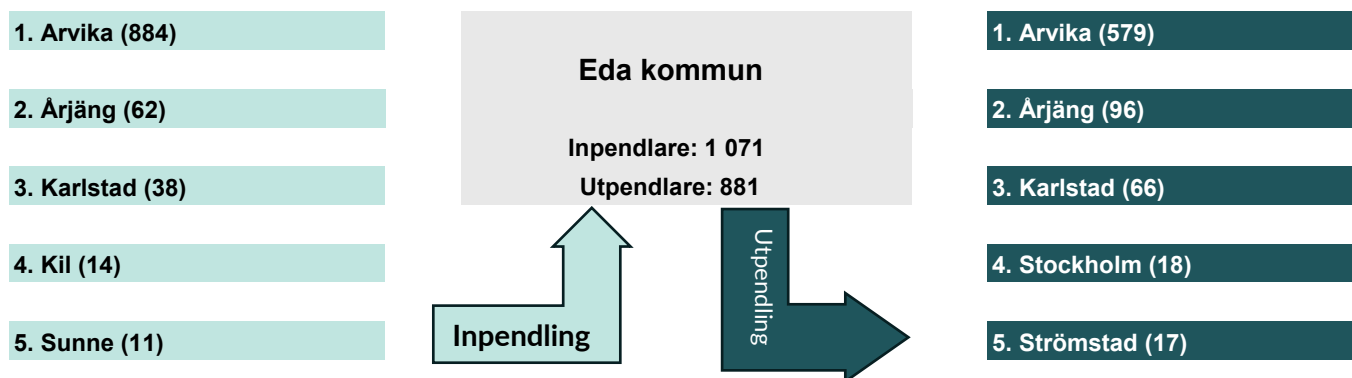 1. Arvika (884)
2. Årjäng (62)
3. Karlstad (38)
4. Kil (14)
5. Sunne (11)
Eda kommun
Inpendlare: 1 071
Utpendlare: 881
Inpendling
Utpendling
1. Arvika (579)
2. Årjäng (96)
3. Karlstad (66)
4. Stockholm (18)
5. Strömstad (17)